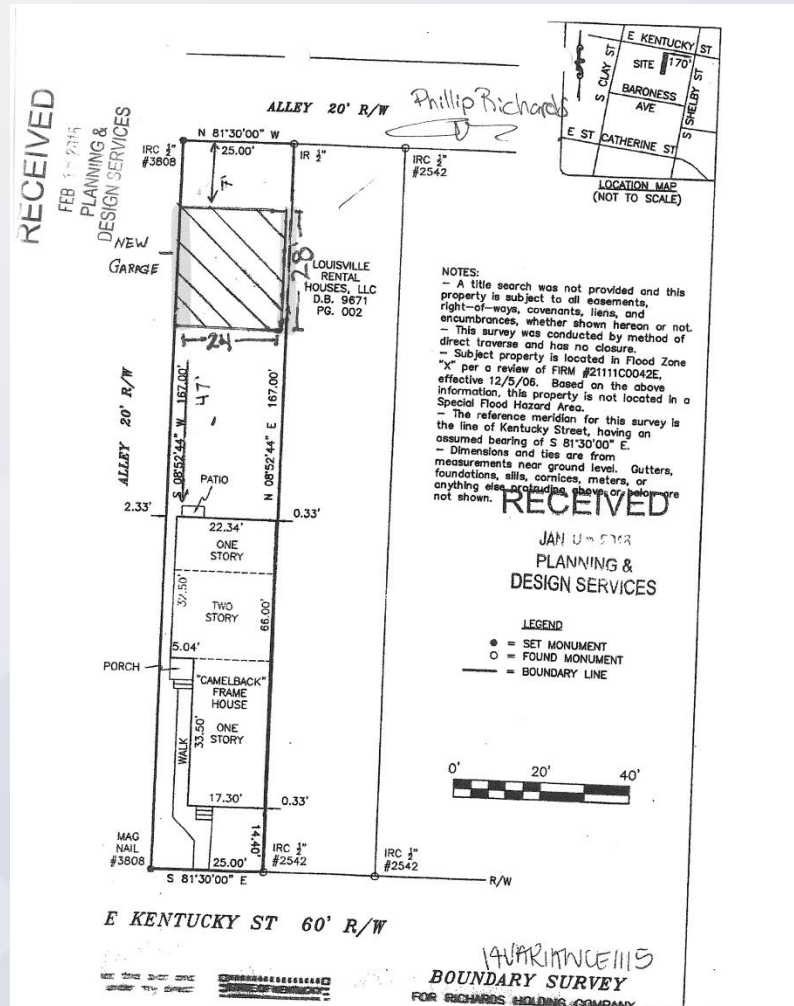 E KENTUCKY ST
S CLAY ST
SITE
170'
BARONESS
AVE
S SHELBY ST
E ST CATHERINE ST
LOCATION MAP
(NOT TO SCALE)
RECEIVED
PLANNING &
DESIGN SERVICES
ALLEY 20' R/W
Phillip Richards
N 81°30'00" W
25.00'
IRC ½"
#3808
IR ½"
IRC ½"
#2542
7'
NEW
GARAGE
28'
24
LOUISVILLE
RENTAL
HOUSES, LLC
D.B. 9671
PG. 002
NOTES:
– A title search was not provided and this
property is subject to all easements,
right–of–ways, covenants, liens, and
encumbrances, whether shown hereon or not.
– This survey was conducted by method of
direct traverse and has no closure.
– Subject property is located in Flood Zone
"X" per a review of FIRM #21111C0042E,
effective 12/5/06. Based on the above
information, this property is not located in a
Special Flood Hazard Area.
– The reference meridian for this survey is
the line of Kentucky Street, having an
assumed bearing of S 81°30'00" E.
– Dimensions and ties are from
measurements near ground level. Gutters,
foundations, sills, cornices, meters, or
anything else protruding above or below are
not shown.
RECEIVED
PLANNING &
DESIGN SERVICES
ALLEY 20' R/W
S 08°52'44" W 167.00'
47'
N 08°52'44" E 167.00'
PATIO
2.33'
0.33'
22.34'
ONE
STORY
32.50'
TWO
STORY
66.00'
5.04'
PORCH
"CAMELBACK"
FRAME
HOUSE
ONE
STORY
33.50'
WALK
17.30'
0.33'
14.40'
LEGEND
● = SET MONUMENT
○ = FOUND MONUMENT
— = BOUNDARY LINE
0' 20' 40'
MAG
NAIL
#3808
25.00'
S 81°30'00" E
IRC ½"
#2542
IRC ½"
#2542
R/W
E KENTUCKY ST 60' R/W
14VARIANCE1115
BOUNDARY SURVEY
FOR RICHARDS HOLDING COMPANY